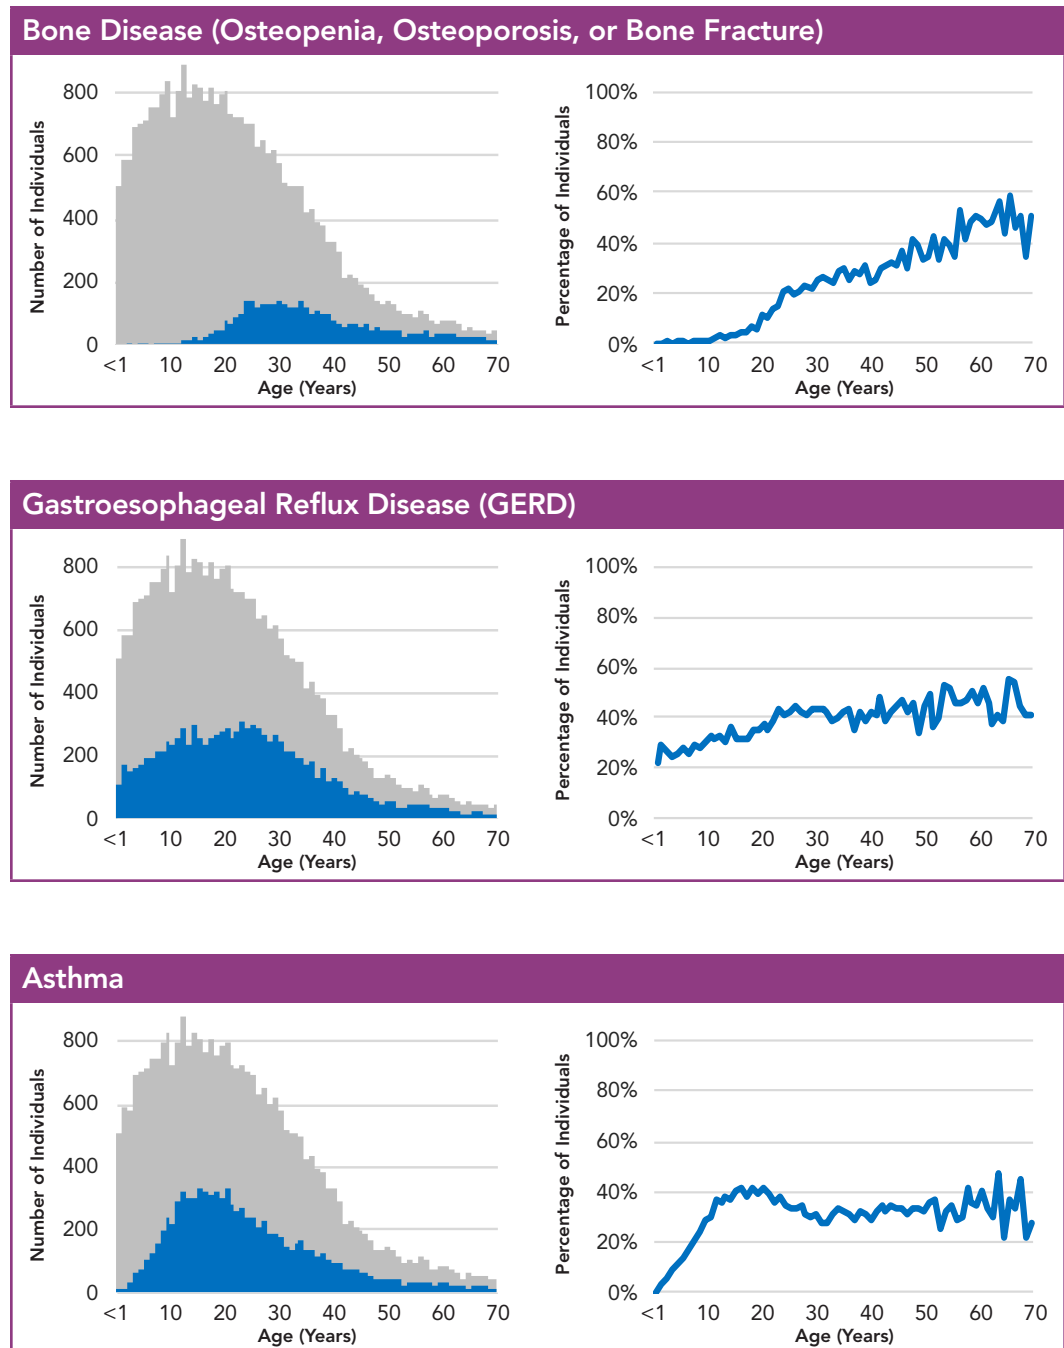 Bone Disease (Osteopenia, Osteoporosis, or Bone Fracture)
Number of Individuals
800
600
400
200
0
<1 10 20 30 40 50 60 70
Age (Years)
Percentage of Individuals
100%
80%
60%
40%
20%
0%
<1 10 20 30 40 50 60 70
Age (Years)
Gastroesophageal Reflux Disease (GERD)
Number of Individuals
800
600
400
200
0
<1 10 20 30 40 50 60 70
Age (Years)
Percentage of Individuals
100%
80%
60%
40%
20%
0%
<1 10 20 30 40 50 60 70
Age (Years)
Asthma
Number of Individuals
800
600
400
200
0
<1 10 20 30 40 50 60 70
Age (Years)
Percentage of Individuals
100%
80%
60%
40%
20%
0%
<1 10 20 30 40 50 60 70
Age (Years)